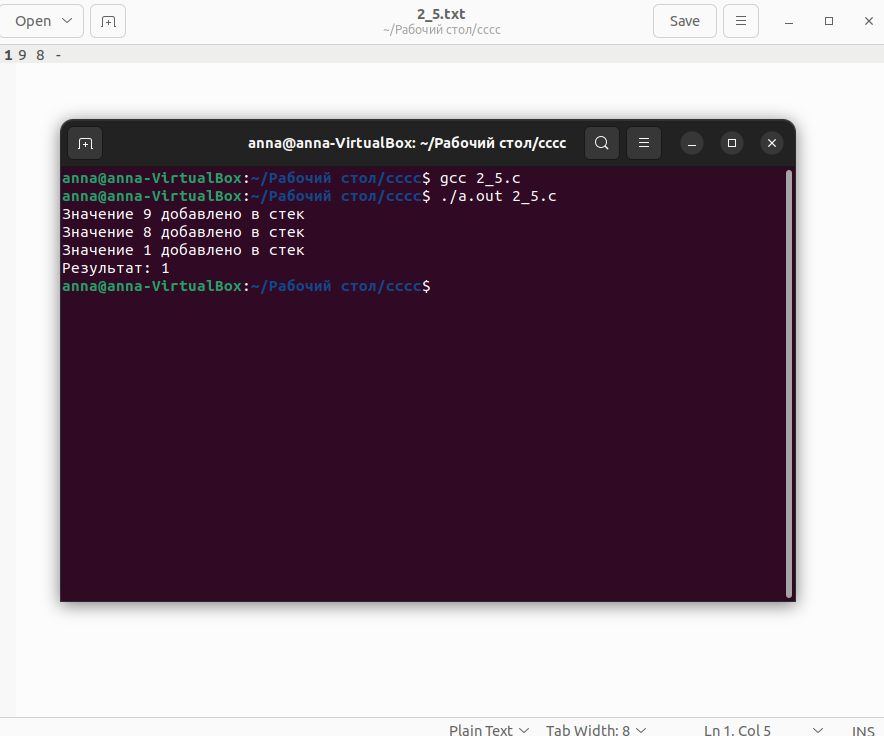 Open
2_5.txt
~/Рабочий стол/сссс
Save
1 9 8 -
anna@anna-VirtualBox: ~/Рабочий стол/сссс
anna@anna-VirtualBox:~/Рабочий стол/сссс$ gcc 2_5.c
anna@anna-VirtualBox:~/Рабочий стол/сссс$ ./a.out 2_5.c
Значение 9 добавлено в стек
Значение 8 добавлено в стек
Значение 1 добавлено в стек
Результат: 1
anna@anna-VirtualBox:~/Рабочий стол/сссс$
Plain Text Tab Width: 8 Ln 1, Col 5 INS